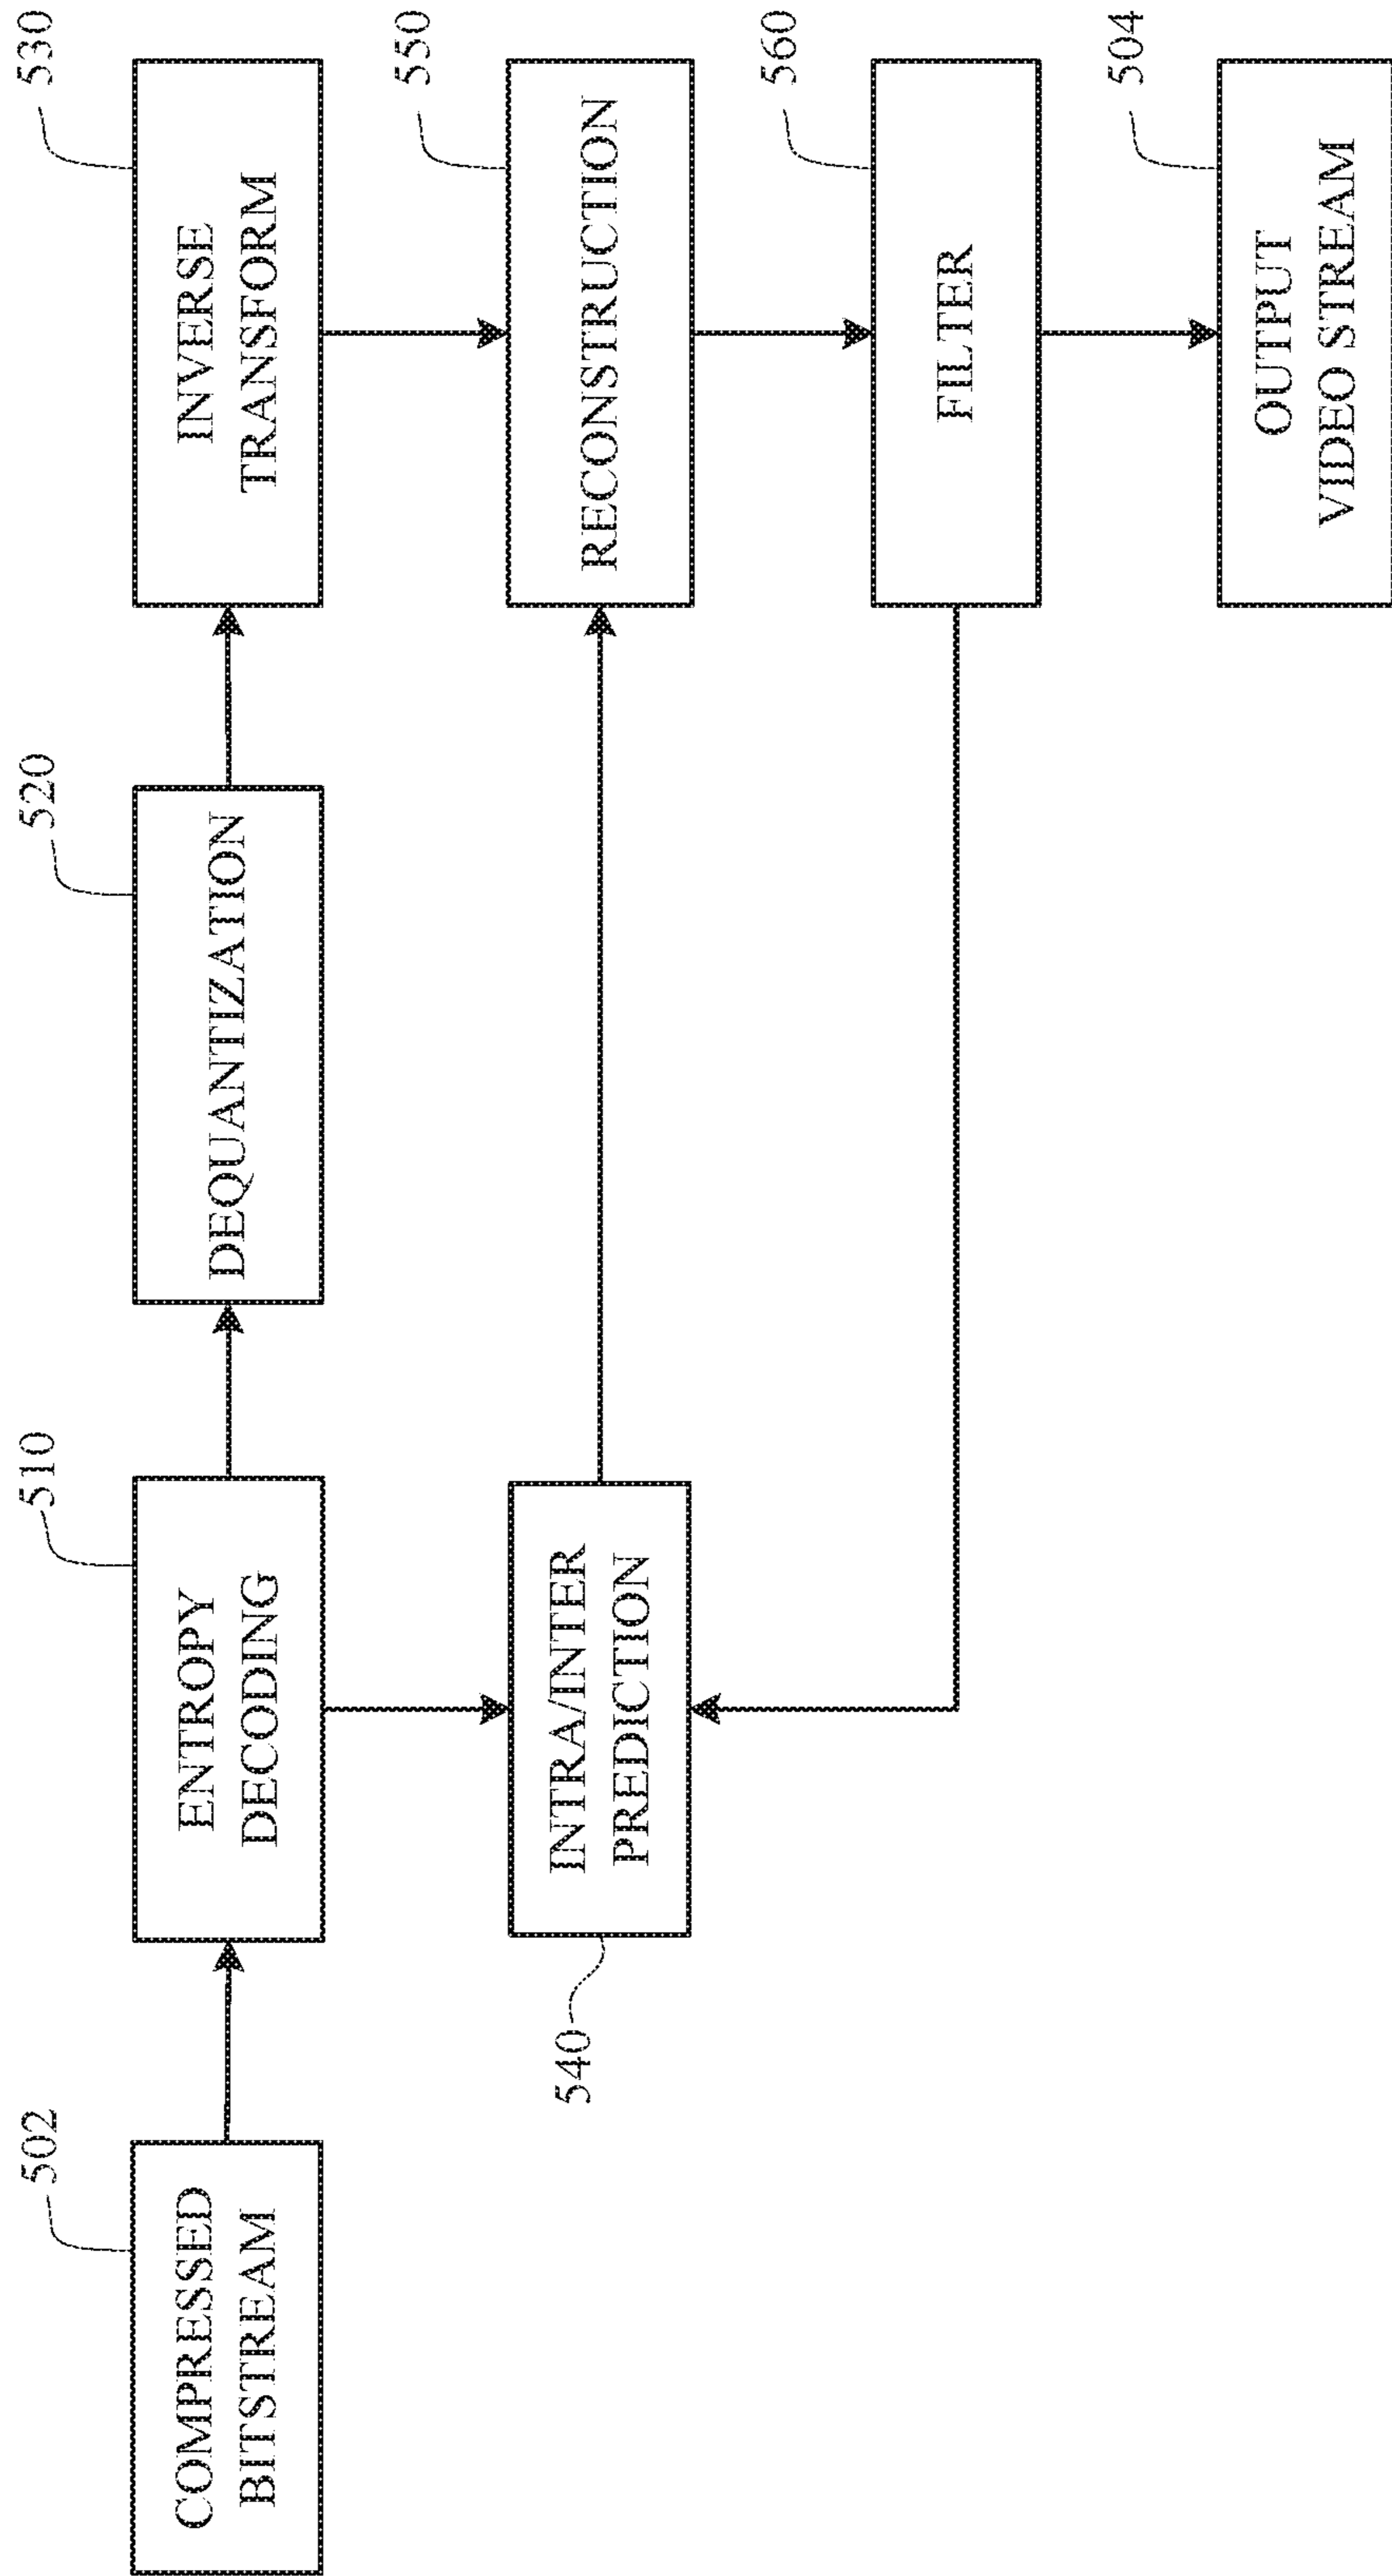 502
COMPRESSED
BITSTREAM
510
ENTROPY
DECODING
520
DEQUANTIZATION
530
INVERSE
TRANSFORM
540
INTRA/INTER
PREDICTION
550
RECONSTRUCTION
560
FILTER
504
OUTPUT
VIDEO STREAM